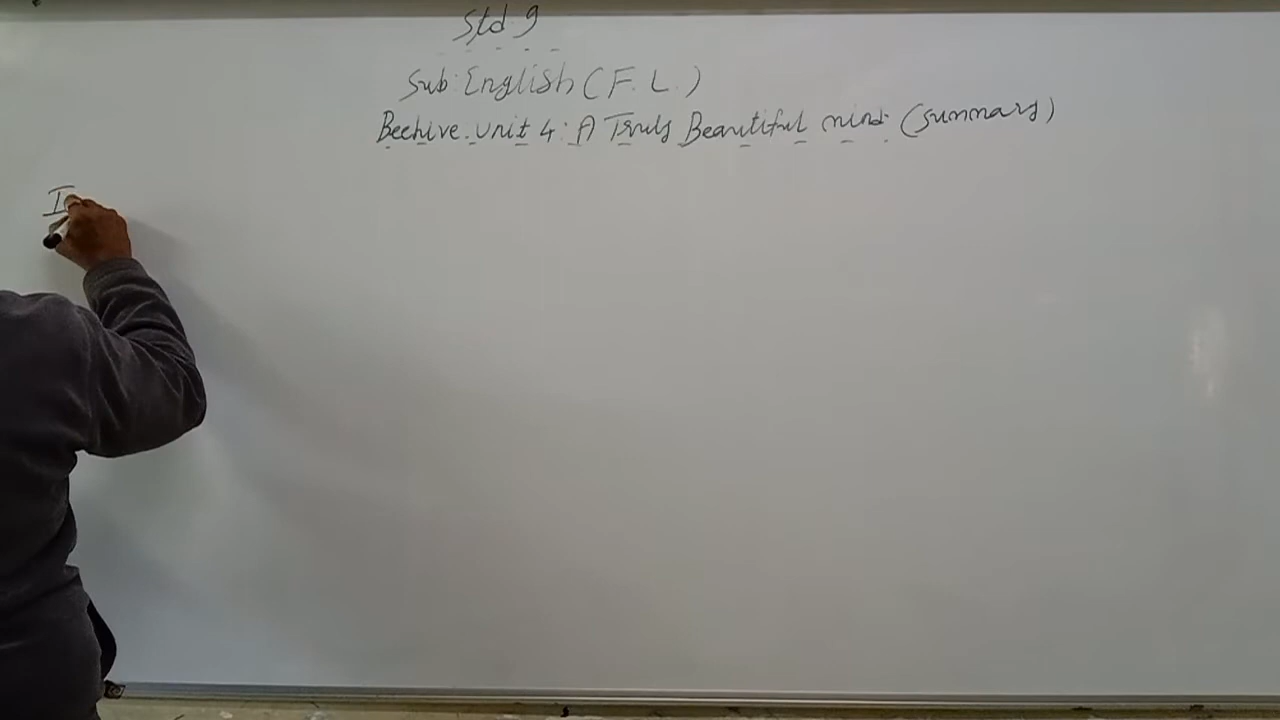 Std 9
Sub: English (F. L.)
Beehive. Unit 4: A Truly Beautiful mind (summary)
I